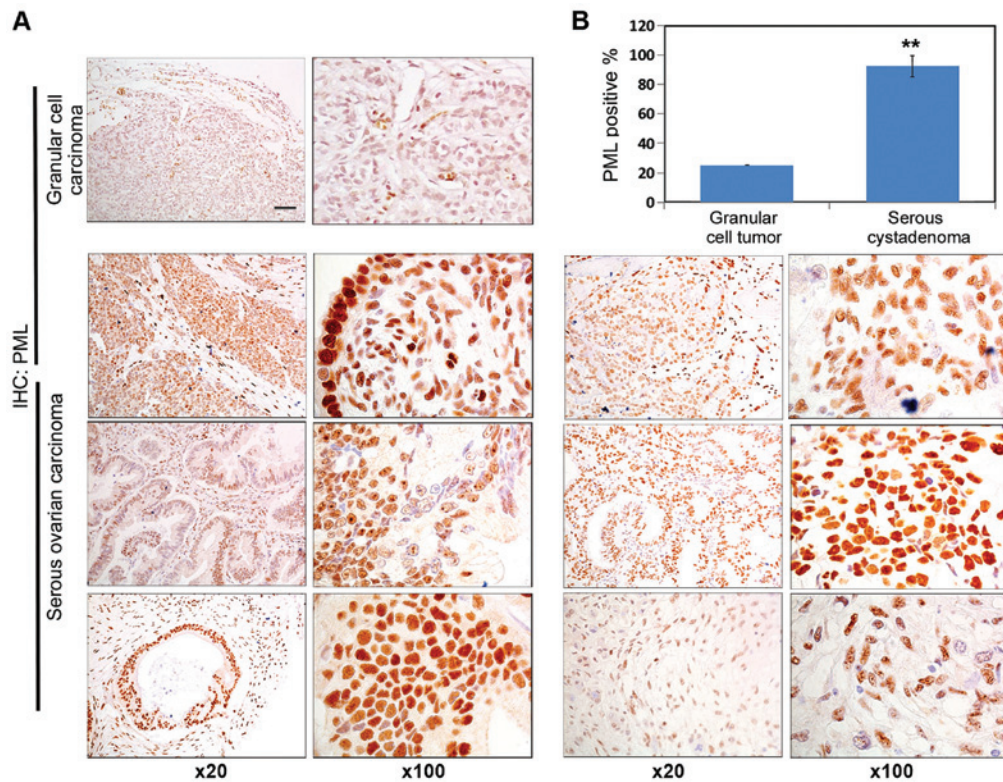 A
Granular cell
carcinoma
IHC: PML
Serous ovarian carcinoma
x20
x100
B
PML positive %
120
100
80
60
40
20
0
**
Granular
cell tumor
Serous
cystadenoma
x20
x100